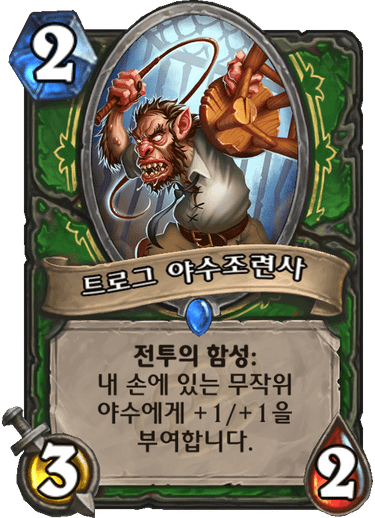 2
트로그 야수조련사
전투의 함성:
내 손에 있는 무작위
야수에게 +1/+1을
부여합니다.
3
2